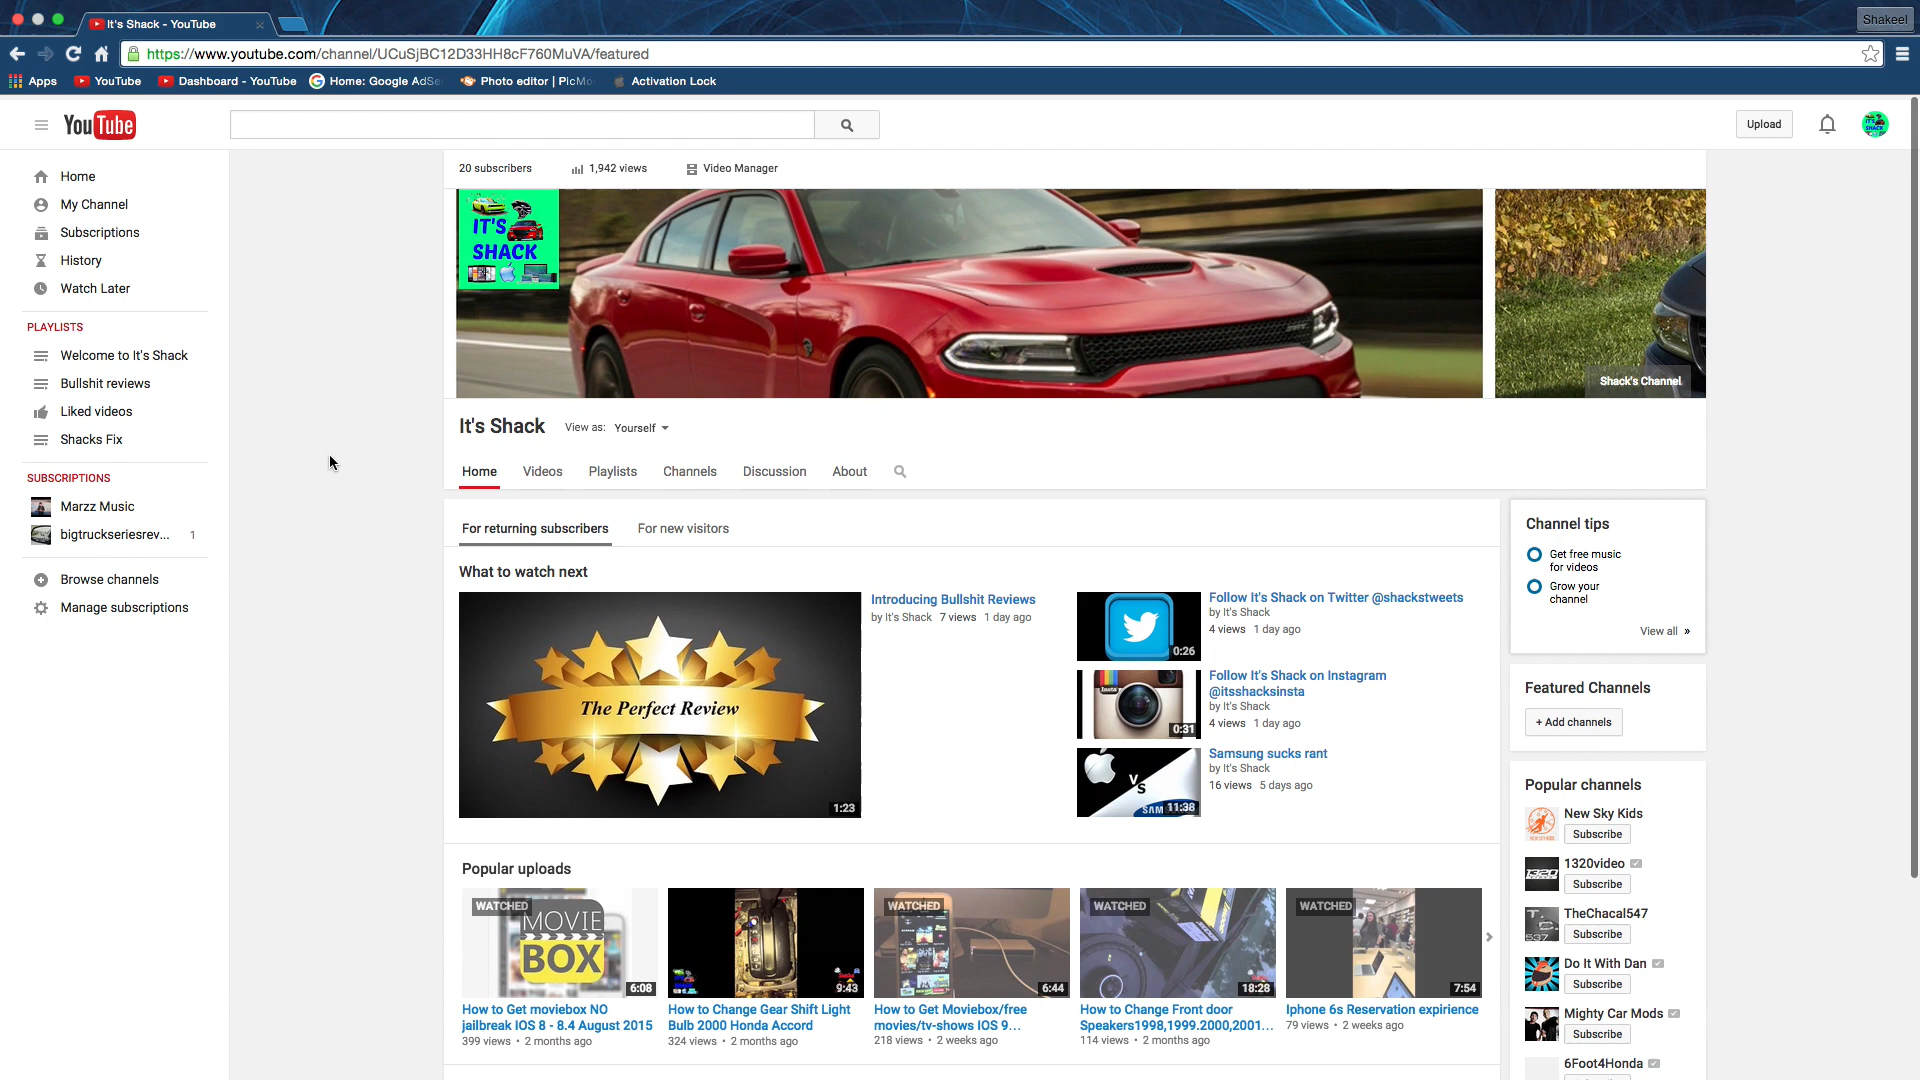 It's Shack - YouTube
Shakeel
https://www.youtube.com/channel/UCuSjBC12D33HH8cF760MuVA/featured
Apps
YouTube
Dashboard - YouTube
Home: Google AdSe
Photo editor | PicMo
Activation Lock
YouTube
Upload
Home
My Channel
Subscriptions
History
Watch Later
PLAYLISTS
Welcome to It's Shack
Bullshit reviews
Liked videos
Shacks Fix
SUBSCRIPTIONS
Marzz Music
bigtruckseriesrev... 1
Browse channels
Manage subscriptions
20 subscribers
1,942 views
Video Manager
IT'S
SHACK
Shack's Channel
It's Shack
View as: Yourself
Home
Videos
Playlists
Channels
Discussion
About
For returning subscribers
For new visitors
What to watch next
The Perfect Review
1:23
Introducing Bullshit Reviews
by It's Shack 7 views 1 day ago
0:26
Follow It's Shack on Twitter @shackstweets
by It's Shack
4 views 1 day ago
Insta
0:31
Follow It's Shack on Instagram
@itsshacksinsta
by It's Shack
4 views 1 day ago
V
S
SAM
11:38
Samsung sucks rant
by It's Shack
16 views 5 days ago
Popular uploads
WATCHED
MOVIE
BOX
6:08
How to Get moviebox NO
jailbreak IOS 8 - 8.4 August 2015
399 views • 2 months ago
9:43
How to Change Gear Shift Light
Bulb 2000 Honda Accord
324 views • 2 months ago
WATCHED
6:44
How to Get Moviebox/free
movies/tv-shows IOS 9...
218 views • 2 weeks ago
WATCHED
18:28
How to Change Front door
Speakers1998,1999.2000,2001...
114 views • 2 months ago
WATCHED
7:54
Iphone 6s Reservation expirience
79 views • 2 weeks ago
Channel tips
Get free music
for videos
Grow your
channel
View all »
Featured Channels
+ Add channels
Popular channels
New Sky Kids
Subscribe
1320video
Subscribe
TheChacal547
Subscribe
Do It With Dan
Subscribe
Mighty Car Mods
Subscribe
6Foot4Honda